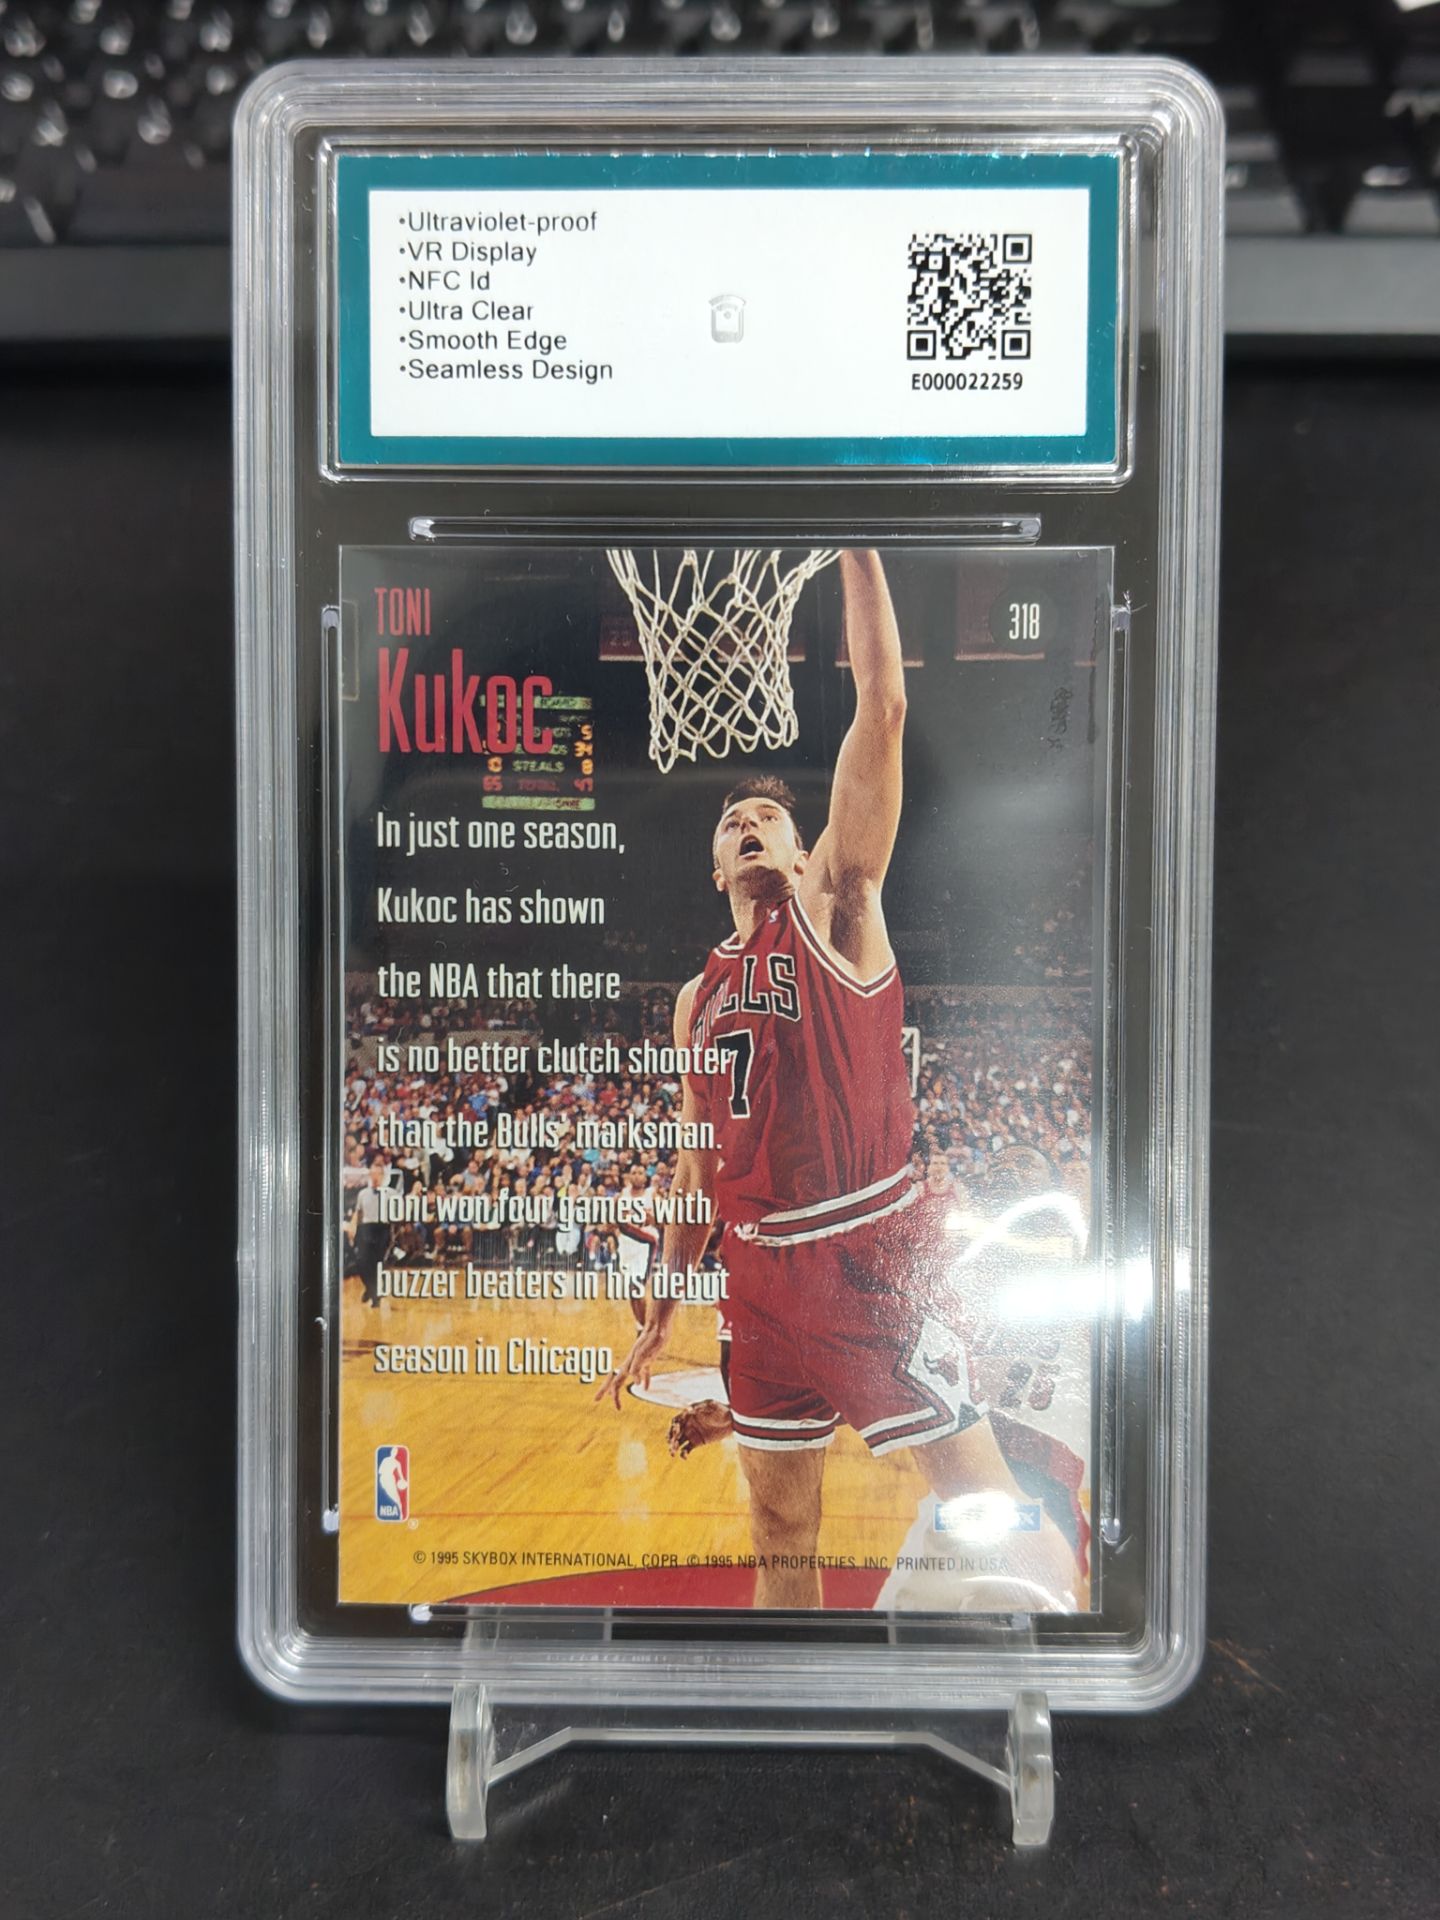 •Ultraviolet-proof
•VR Display
•NFC Id
•Ultra Clear
•Smooth Edge
•Seamless Design
E000022259
TONI
Kukoc
318
STEALS 8
In just one season,
Kukoc has shown
the NBA that there
is no better clutch shooter
than the Bulls' marksman.
Toni won four games with
buzzer beaters in his debut
season in Chicago.
BULLS
7
25
NBA
© 1995 SKYBOX INTERNATIONAL, COPR. © 1995 NBA PROPERTIES, INC. PRINTED IN USA